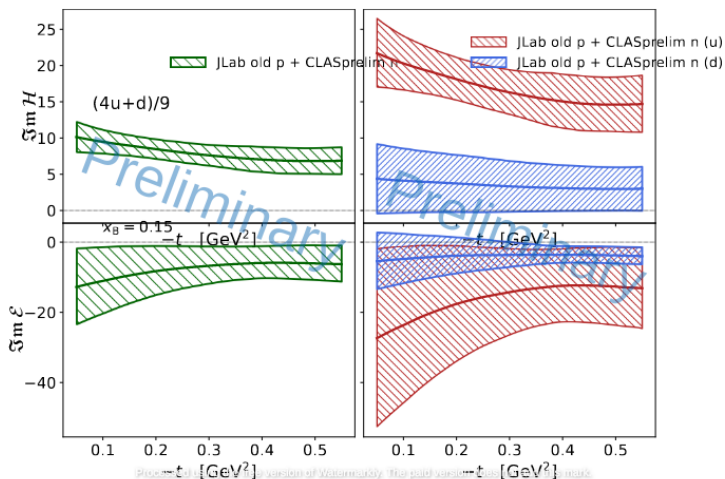 JLab old p + CLASprelim n
(4u+d)/9
ℑm ℋ
25
20
15
10
5
0
JLab old p + CLASprelim n (u)
JLab old p + CLASprelim n (d)
Preliminary
Preliminary
x_B = 0.15
−t [GeV²]
−t [GeV²]
ℑm ℰ
0
−20
−40
0.1 0.2 0.3 0.4 0.5
0.1 0.2 0.3 0.4 0.5
−t [GeV²]
−t [GeV²]